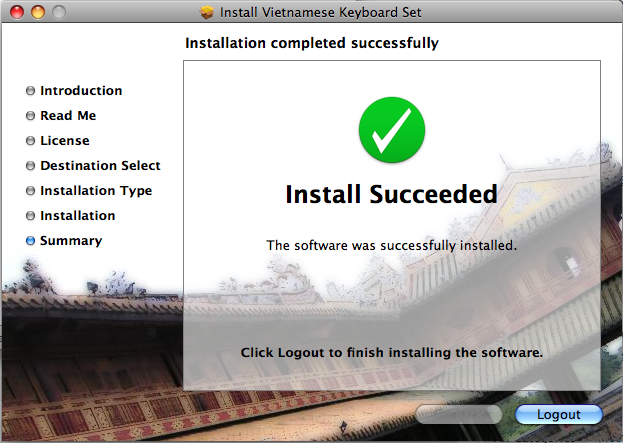 Install Vietnamese Keyboard Set
Installation completed successfully
Introduction
Read Me
License
Destination Select
Installation Type
Installation
Summary
Install Succeeded
The software was successfully installed.
Click Logout to finish installing the software.
Logout